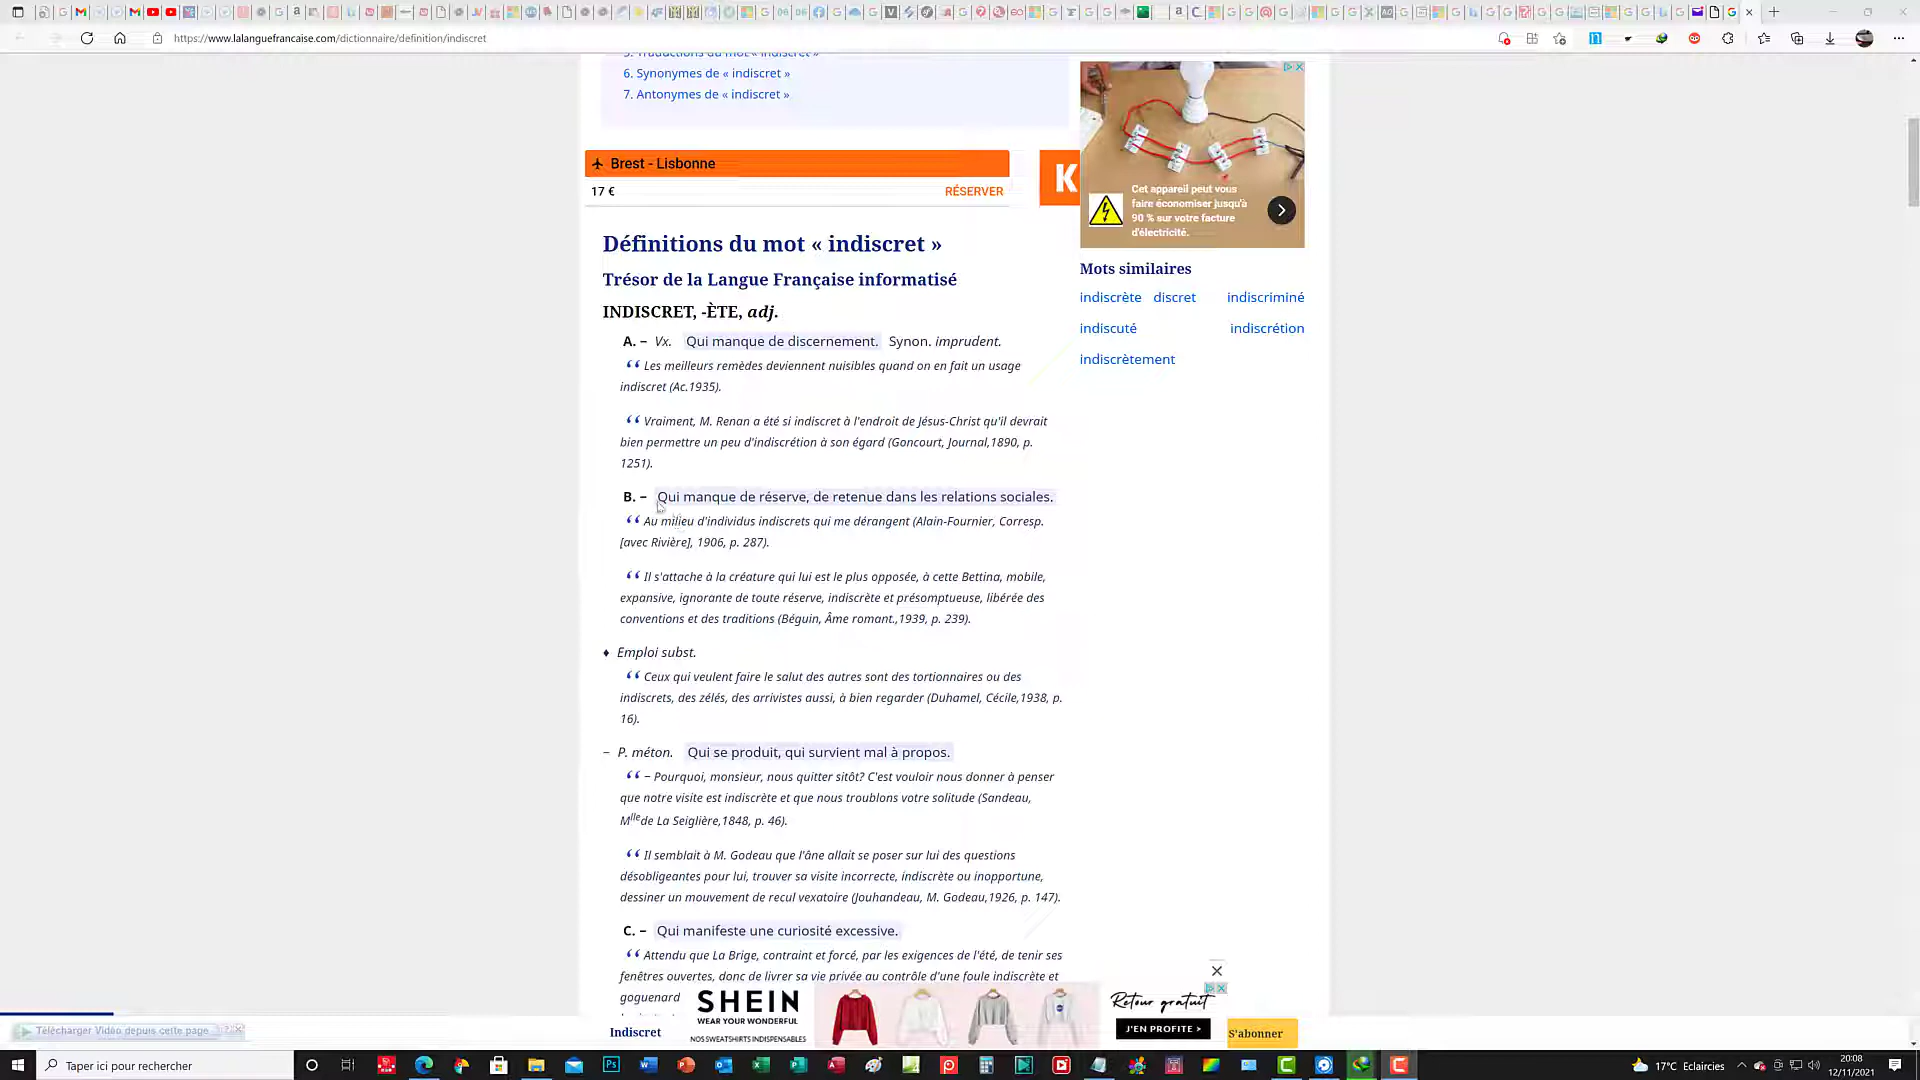 https://www.lalanguefrancaise.com/dictionnaire/definition/indiscret
5. Traductions du mot « indiscret »
6. Synonymes de « indiscret »
7. Antonymes de « indiscret »
Brest - Lisbonne
17 €
RÉSERVER
K
Cet appareil peut vous
faire économiser jusqu'à
90 % sur votre facture
d'électricité.
Définitions du mot « indiscret »
Trésor de la Langue Française informatisé
INDISCRET, -ÈTE, adj.
A. − Vx. Qui manque de discernement. Synon. imprudent.
“ Les meilleurs remèdes deviennent nuisibles quand on en fait un usage
indiscret (Ac.1935).
“ Vraiment, M. Renan a été si indiscret à l'endroit de Jésus-Christ qu'il devrait
bien permettre un peu d'indiscrétion à son égard (Goncourt, Journal,1890, p.
1251).
B. − Qui manque de réserve, de retenue dans les relations sociales.
“ Au milieu d'individus indiscrets qui me dérangent (Alain-Fournier, Corresp.
[avec Rivière], 1906, p. 287).
“ Il s'attache à la créature qui lui est le plus opposée, à cette Bettina, mobile,
expansive, ignorante de toute réserve, indiscrète et présomptueuse, libérée des
conventions et des traditions (Béguin, Âme romant.,1939, p. 239).
♦ Emploi subst.
“ Ceux qui veulent faire le salut des autres sont des tortionnaires ou des
indiscrets, des zélés, des arrivistes aussi, à bien regarder (Duhamel, Cécile,1938, p.
16).
− P. méton. Qui se produit, qui survient mal à propos.
“ − Pourquoi, monsieur, nous quitter sitôt? C'est vouloir nous donner à penser
que notre visite est indiscrète et que nous troublons votre solitude (Sandeau,
Mlle de La Seiglière,1848, p. 46).
“ Il semblait à M. Godeau que l'âne allait se poser sur lui des questions
désobligeantes pour lui, trouver sa visite incorrecte, indiscrète ou inopportune,
dessiner un mouvement de recul vexatoire (Jouhandeau, M. Godeau,1926, p. 147).
C. − Qui manifeste une curiosité excessive.
“ Attendu que La Brige, contraint et forcé, par les exigences de l'été, de tenir ses
fenêtres ouvertes, donc de livrer sa vie privée au contrôle d'une foule indiscrète et
goguenard
Mots similaires
indiscrète discret indiscriminé
indiscuté indiscrétion
indiscrètement
SHEIN
WEAR YOUR WONDERFUL
NOS SWEATSHIRTS INDISPENSABLES
Retour gratuit
J'EN PROFITE >
Indiscret
S'abonner
Télécharger Vidéo depuis cette page
Taper ici pour rechercher
17°C Eclaircies
20:08
12/11/2021